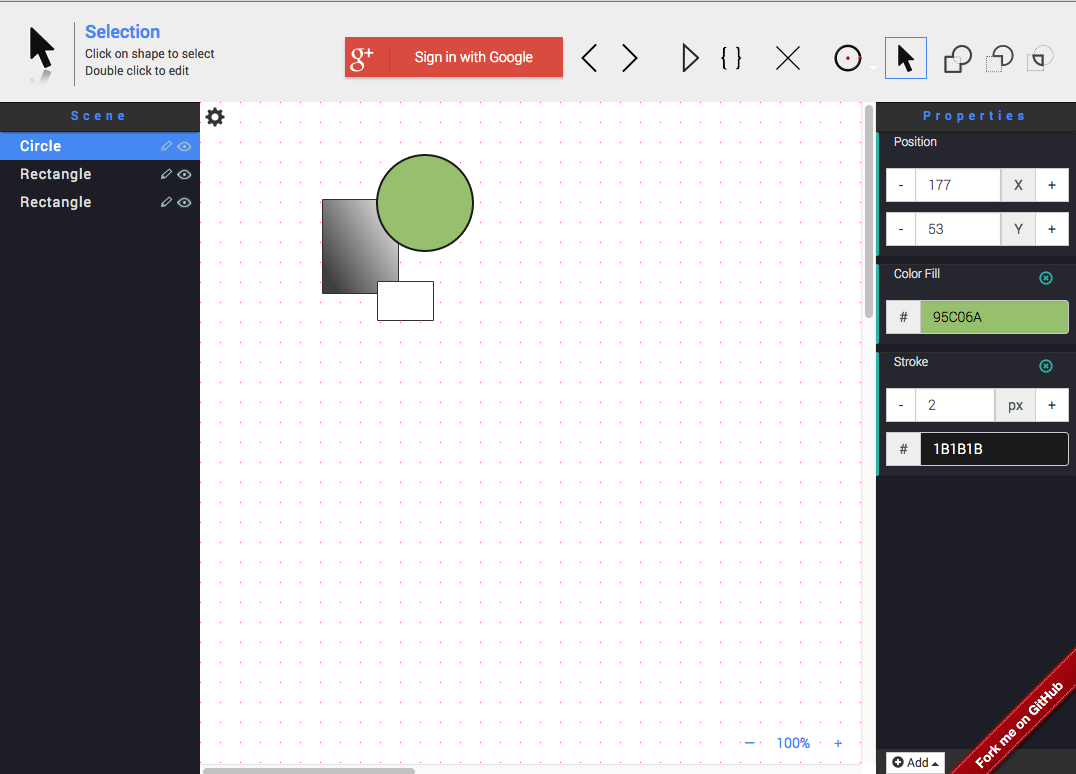 Selection
Click on shape to select
Double click to edit
g+ Sign in with Google
{ }
Scene
Circle
Rectangle
Rectangle
Properties
Position
- 177 X +
- 53 Y +
Color Fill
# 95C06A
Stroke
- 2 px +
# 1B1B1B
Fork me on GitHub
− 100% +
Add